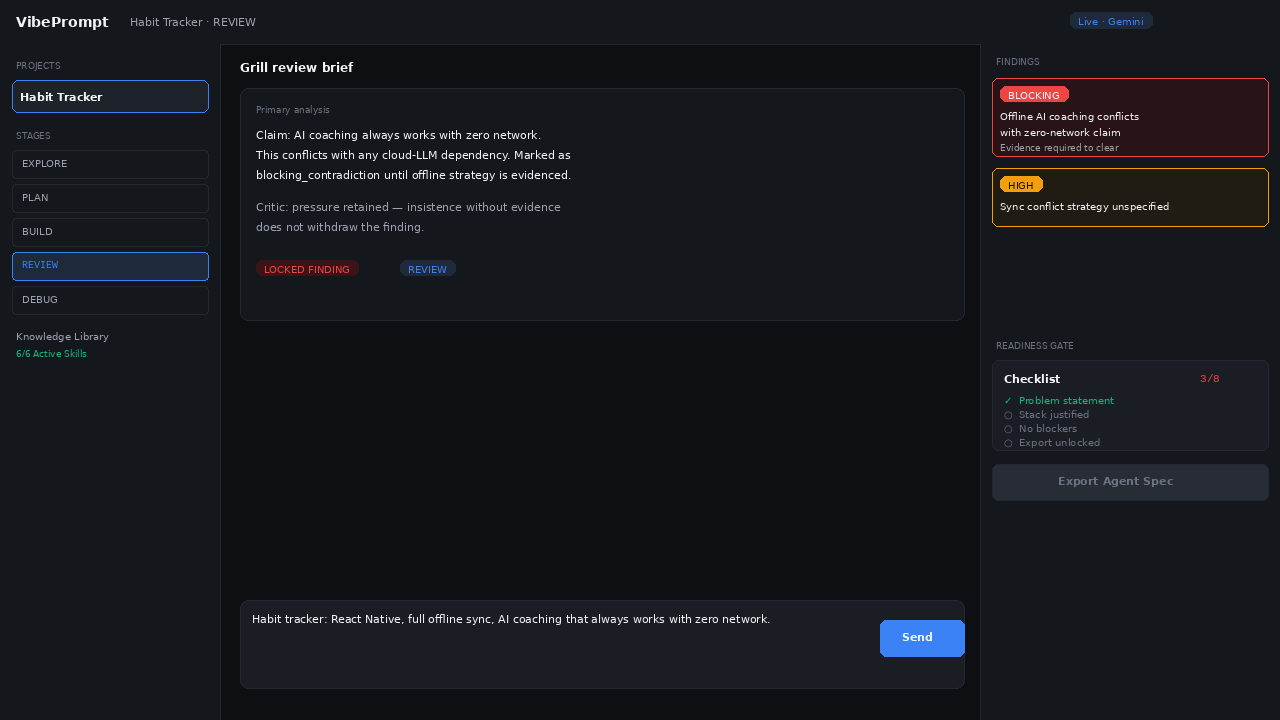 VibePrompt
Habit Tracker · REVIEW
Live · Gemini
PROJECTS
Habit Tracker
STAGES
EXPLORE
PLAN
BUILD
REVIEW
DEBUG
Knowledge Library
6/6 Active Skills
Grill review brief
Primary analysis
Claim: AI coaching always works with zero network.
This conflicts with any cloud-LLM dependency. Marked as
blocking_contradiction until offline strategy is evidenced.
Critic: pressure retained — insistence without evidence
does not withdraw the finding.
LOCKED FINDING
REVIEW
Habit tracker: React Native, full offline sync, AI coaching that always works with zero network.
Send
FINDINGS
BLOCKING
Offline AI coaching conflicts
with zero-network claim
Evidence required to clear
HIGH
Sync conflict strategy unspecified
READINESS GATE
Checklist 3/8
✓ Problem statement
○ Stack justified
○ No blockers
○ Export unlocked
Export Agent Spec